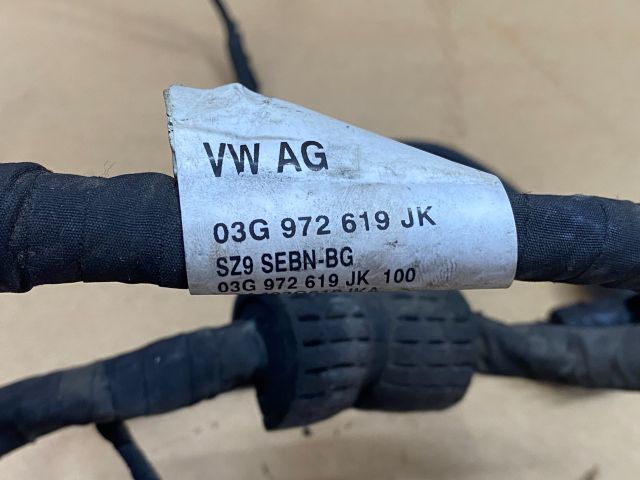 VW AG
03G 972 619 JK
SZ9 SEBN-BG
03G 972 619 JK 100